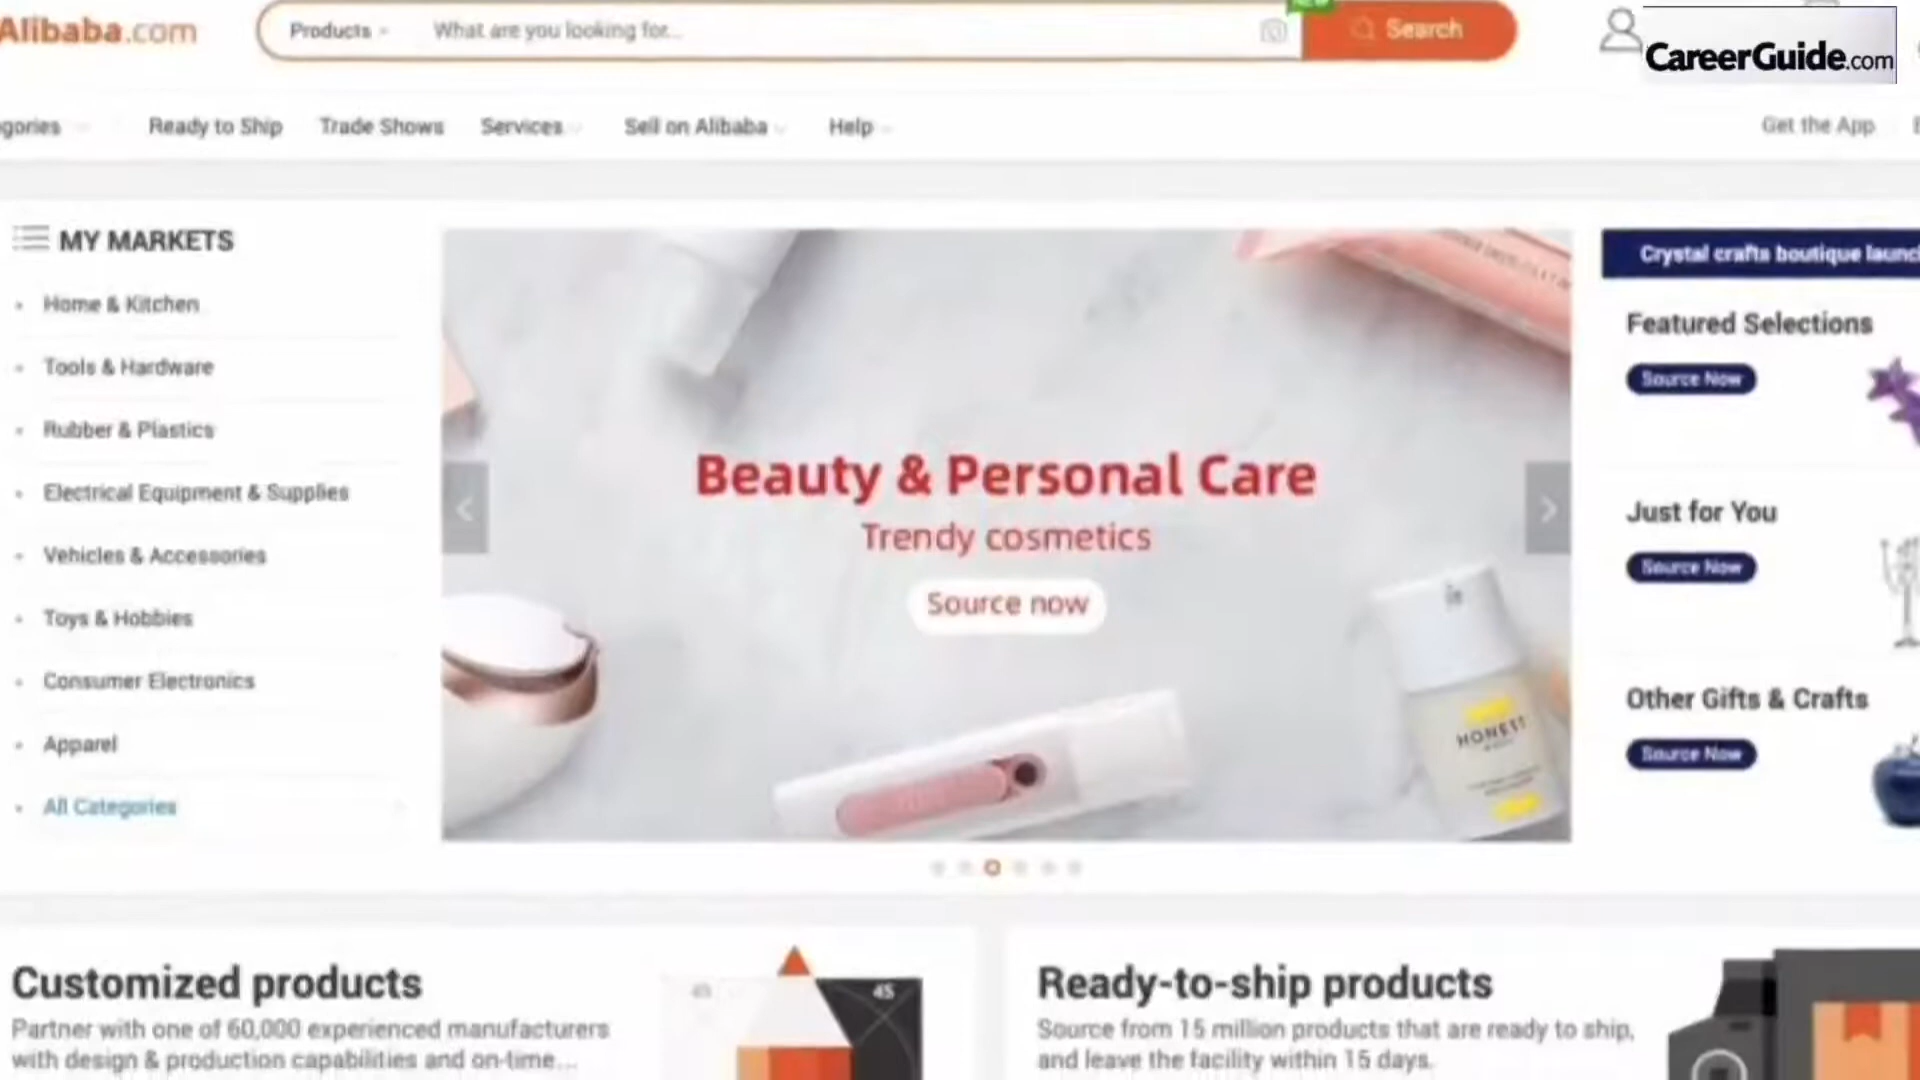 Alibaba.com
Products
What are you looking for...
Search
CareerGuide.com
gories
Ready to Ship
Trade Shows
Services
Sell on Alibaba
Help
Get the App
MY MARKETS
Home & Kitchen
Tools & Hardware
Rubber & Plastics
Electrical Equipment & Supplies
Vehicles & Accessories
Toys & Hobbies
Consumer Electronics
Apparel
All Categories
Beauty & Personal Care
Trendy cosmetics
Source now
HONEST
Crystal crafts boutique launc
Featured Selections
Source Now
Just for You
Source Now
Other Gifts & Crafts
Source Now
Customized products
Partner with one of 60,000 experienced manufacturers
with design & production capabilities and on-time...
45
Ready-to-ship products
Source from 15 million products that are ready to ship,
and leave the facility within 15 days.